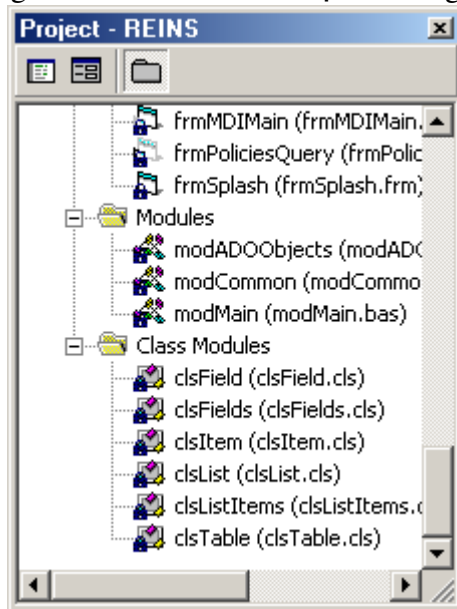 Project - REINS
frmMDIMain (frmMDIMain.
frmPoliciesQuery (frmPolic
frmSplash (frmSplash.frm)
Modules
modADOObjects (modADO
modCommon (modCommo
modMain (modMain.bas)
Class Modules
clsField (clsField.cls)
clsFields (clsFields.cls)
clsItem (clsItem.cls)
clsList (clsList.cls)
clsListItems (clsListItems.c
clsTable (clsTable.cls)